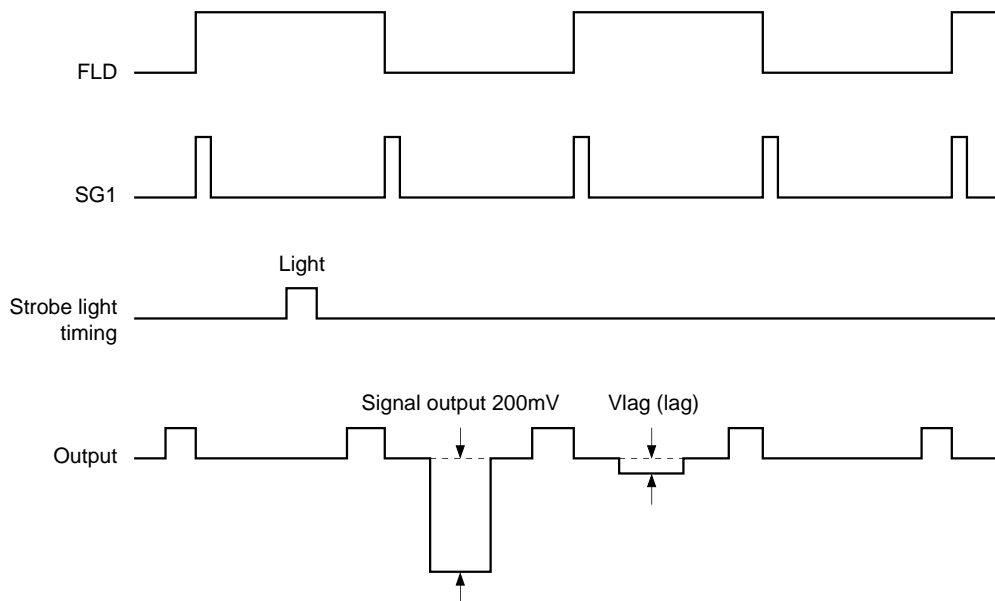 FLD
SG1
Light
Strobe light
timing
Signal output 200mV
Vlag (lag)
Output